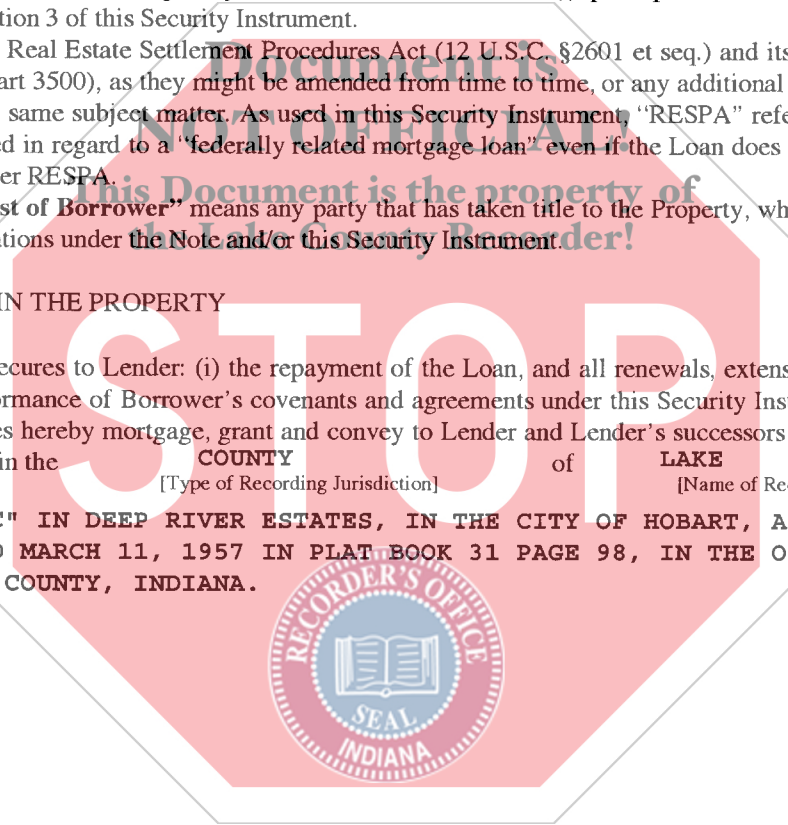 tion 3 of this Security Instrument.
Real Estate Settlement Procedures Act (12 U.S.C. §2601 et seq.) and its
art 3500), as they might be amended from time to time, or any additional
same subject matter. As used in this Security Instrument, “RESPA” refe
d in regard to a “federally related mortgage loan” even if the Loan does
er RESPA.
st of Borrower” means any party that has taken title to the Property, wh
tions under the Note and/or this Security Instrument.
Document is
NOT OFFICIAL!
This Document is the property of
the Lake County Recorder!
IN THE PROPERTY
STOP
ecures to Lender: (i) the repayment of the Loan, and all renewals, extens
ormance of Borrower’s covenants and agreements under this Security Ins
es hereby mortgage, grant and convey to Lender and Lender’s successors
in the COUNTY of LAKE
[Type of Recording Jurisdiction] [Name of Re
C" IN DEEP RIVER ESTATES, IN THE CITY OF HOBART, A
D MARCH 11, 1957 IN PLAT BOOK 31 PAGE 98, IN THE O
COUNTY, INDIANA.
RECORDER'S OFFICE
SEAL
INDIANA